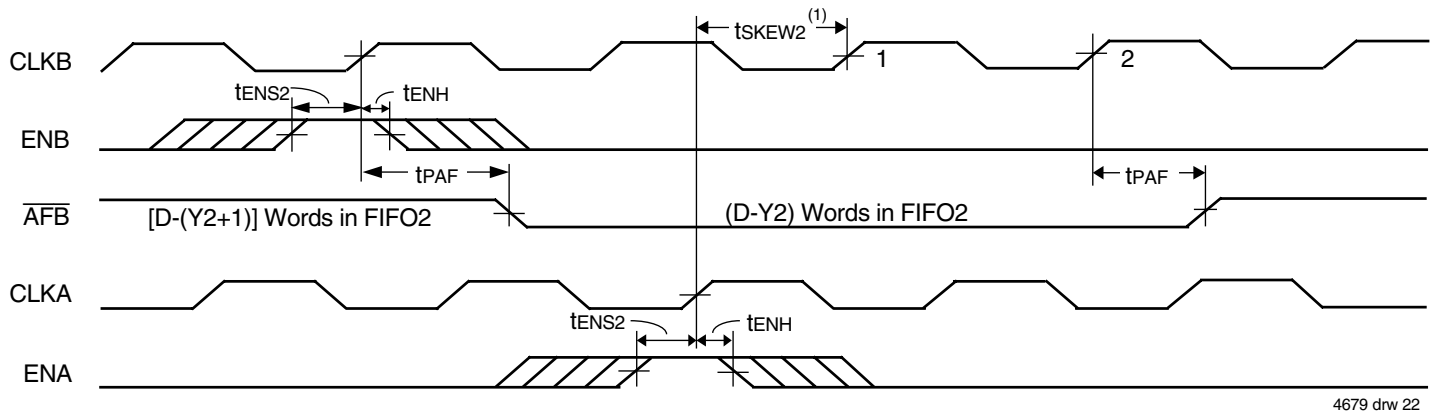 tSKEW2 (1)
CLKB
1
2
tENS2
tENH
ENB
tPAF
tPAF
AFB
[D-(Y2+1)] Words in FIFO2
(D-Y2) Words in FIFO2
CLKA
tENS2
tENH
ENA
4679 drw 22